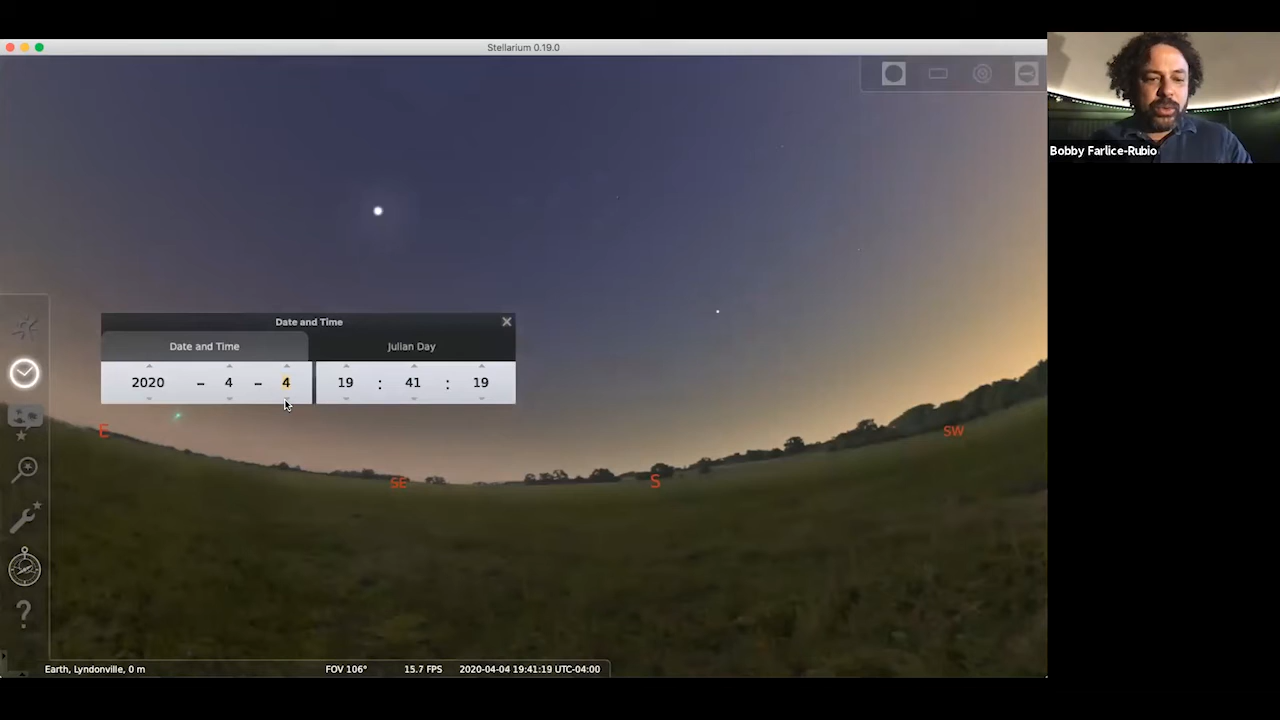 Stellarium 0.19.0
Bobby Farlice-Rubio
Date and Time
Date and Time
Julian Day
2020 - 4 - 4 19 : 41 : 19
E
SE
S
SW
Earth, Lyndonville, 0 m
FOV 106°
15.7 FPS
2020-04-04 19:41:19 UTC-04:00